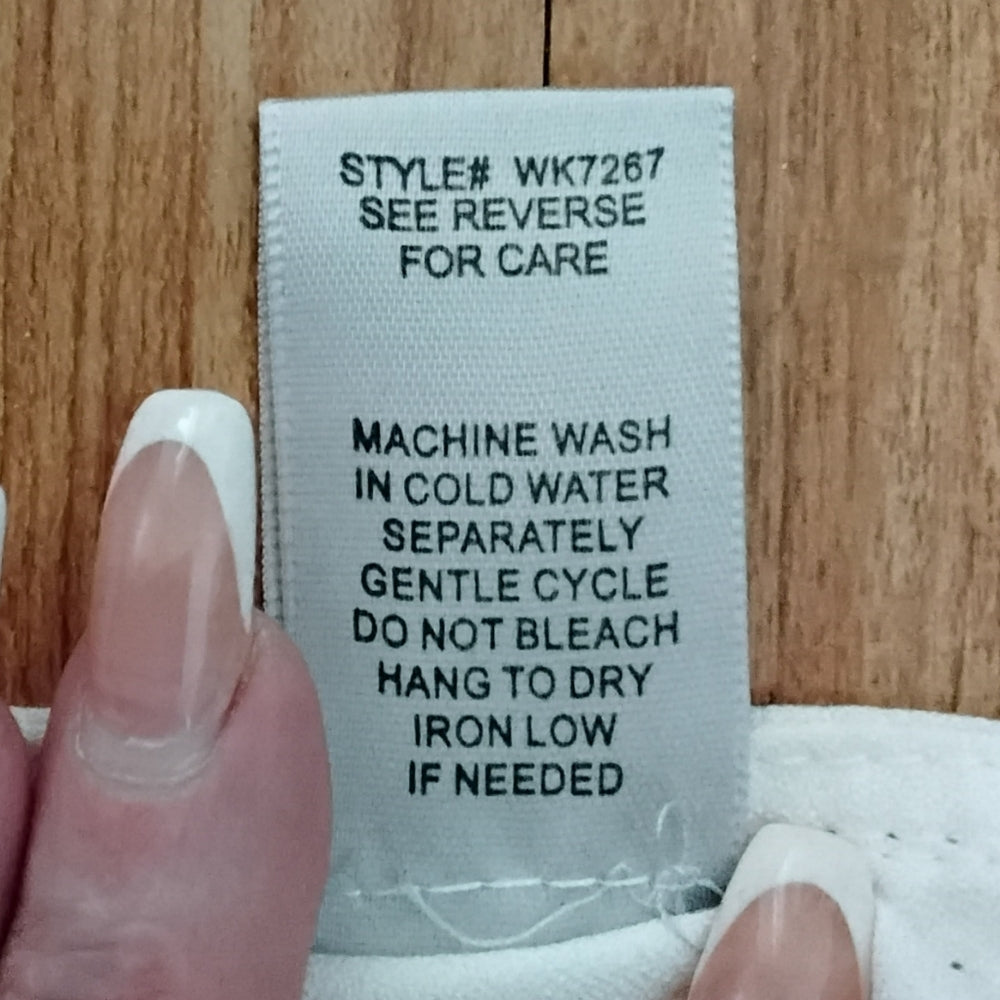 STYLE# WK7267
SEE REVERSE
FOR CARE
MACHINE WASH
IN COLD WATER
SEPARATELY
GENTLE CYCLE
DO NOT BLEACH
HANG TO DRY
IRON LOW
IF NEEDED